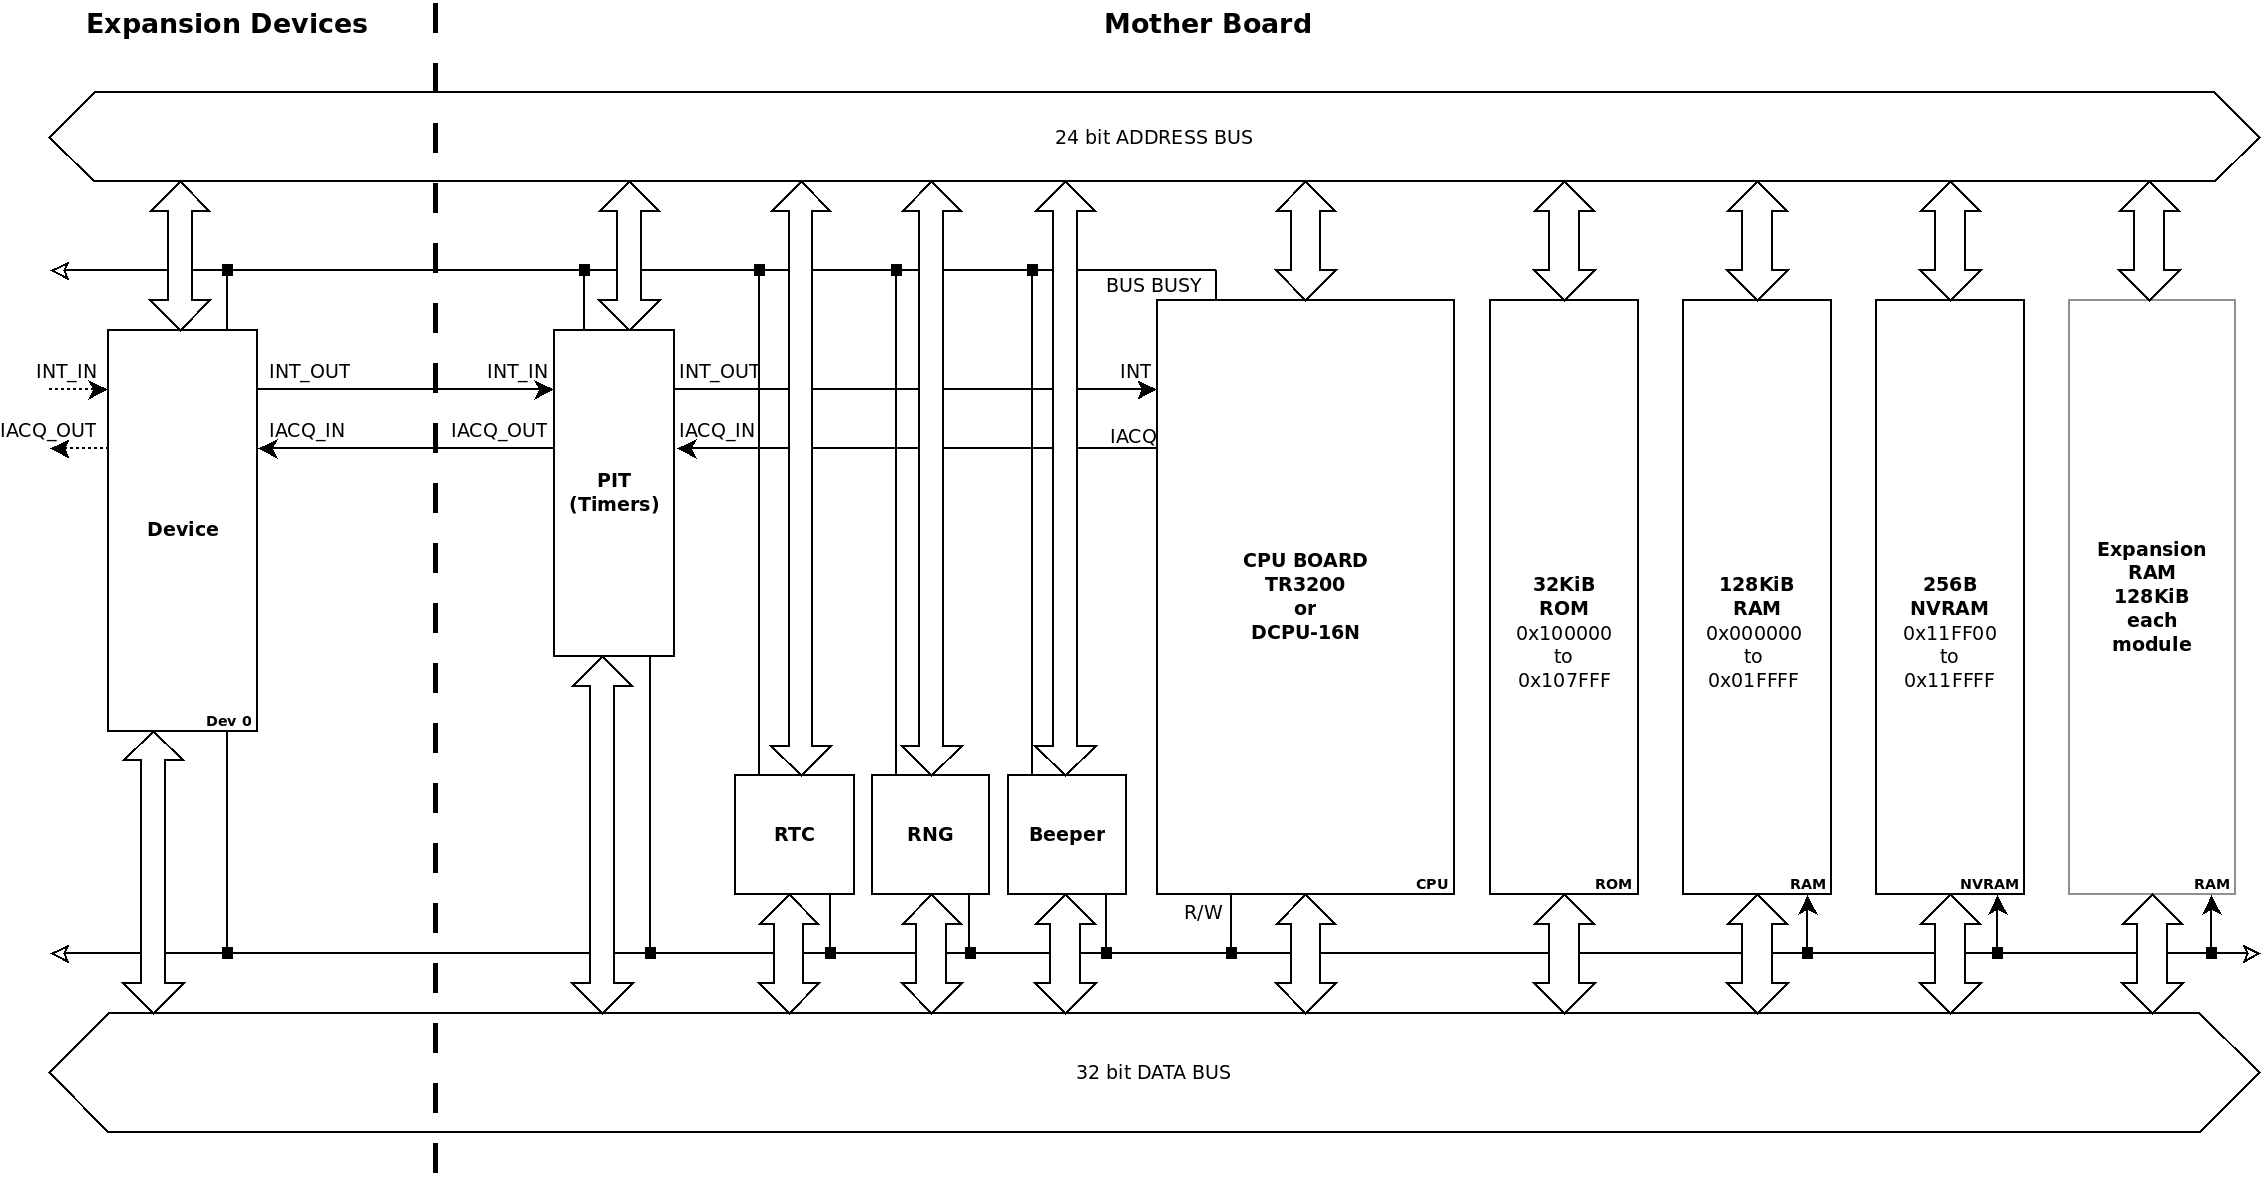 Expansion Devices
Mother Board
24 bit ADDRESS BUS
BUS BUSY
INT_IN
INT_OUT
INT_IN
INT_OUT
INT
IACQ_OUT
IACQ_IN
IACQ_OUT
IACQ_IN
IACQ
Device
Dev 0
PIT
(Timers)
RTC
RNG
Beeper
CPU BOARD
TR3200
or
DCPU-16N
CPU
R/W
32KiB
ROM
0x100000
to
0x107FFF
ROM
128KiB
RAM
0x000000
to
0x01FFFF
RAM
256B
NVRAM
0x11FF00
to
0x11FFFF
NVRAM
Expansion
RAM
128KiB
each
module
RAM
32 bit DATA BUS